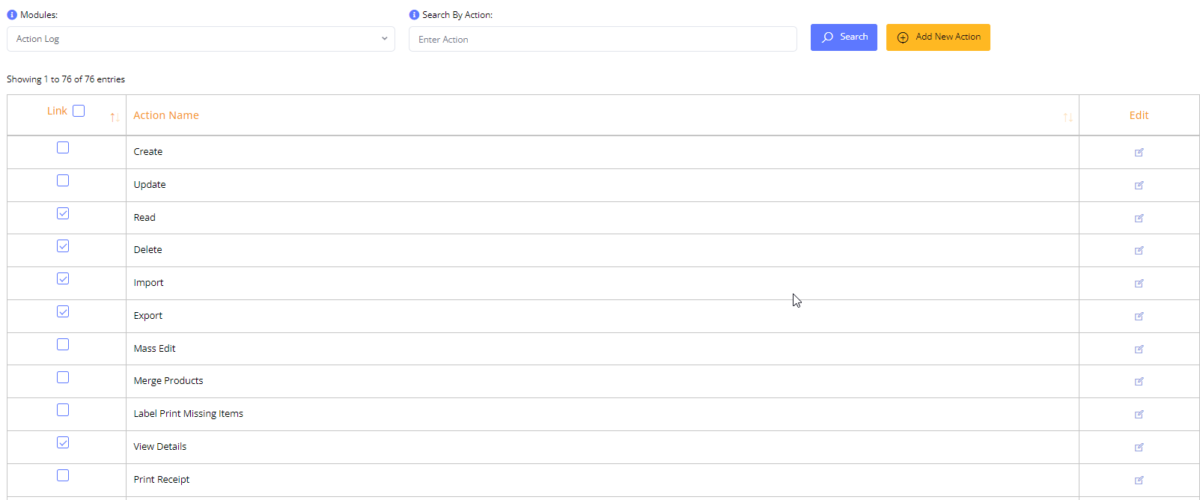 Modules:
Search By Action:
Action Log
Enter Action
Search
Add New Action
Showing 1 to 76 of 76 entries
Link
Action Name
Edit
Create
Update
Read
Delete
Import
Export
Mass Edit
Merge Products
Label Print Missing Items
View Details
Print Receipt